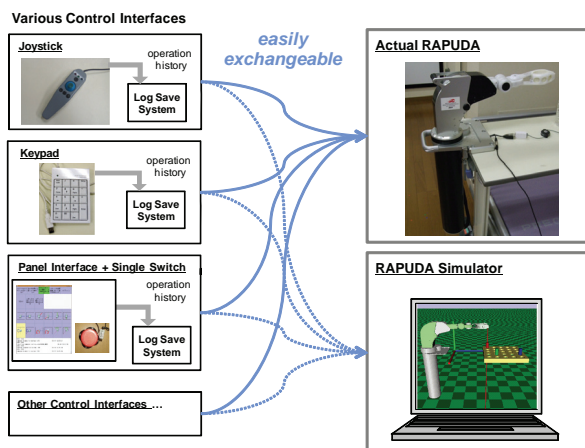 Various Control Interfaces
Joystick
operation
history
Log Save
System
Keypad
operation
history
Log Save
System
Panel Interface + Single Switch
operation
history
Log Save
System
Other Control Interfaces ...
easily
exchangeable
Actual RAPUDA
RAPUDA Simulator